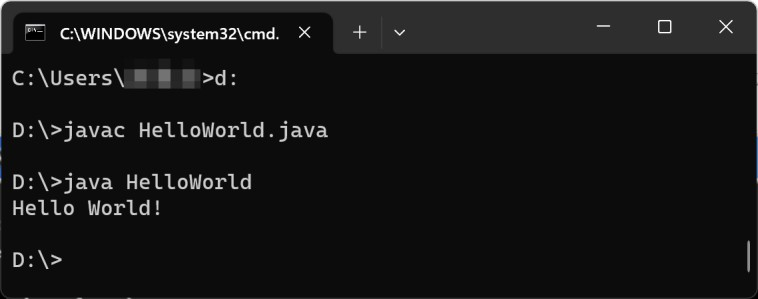 C:\WINDOWS\system32\cmd.
C:\Users\>d:
D:\>javac HelloWorld.java
D:\>java HelloWorld
Hello World!
D:\>